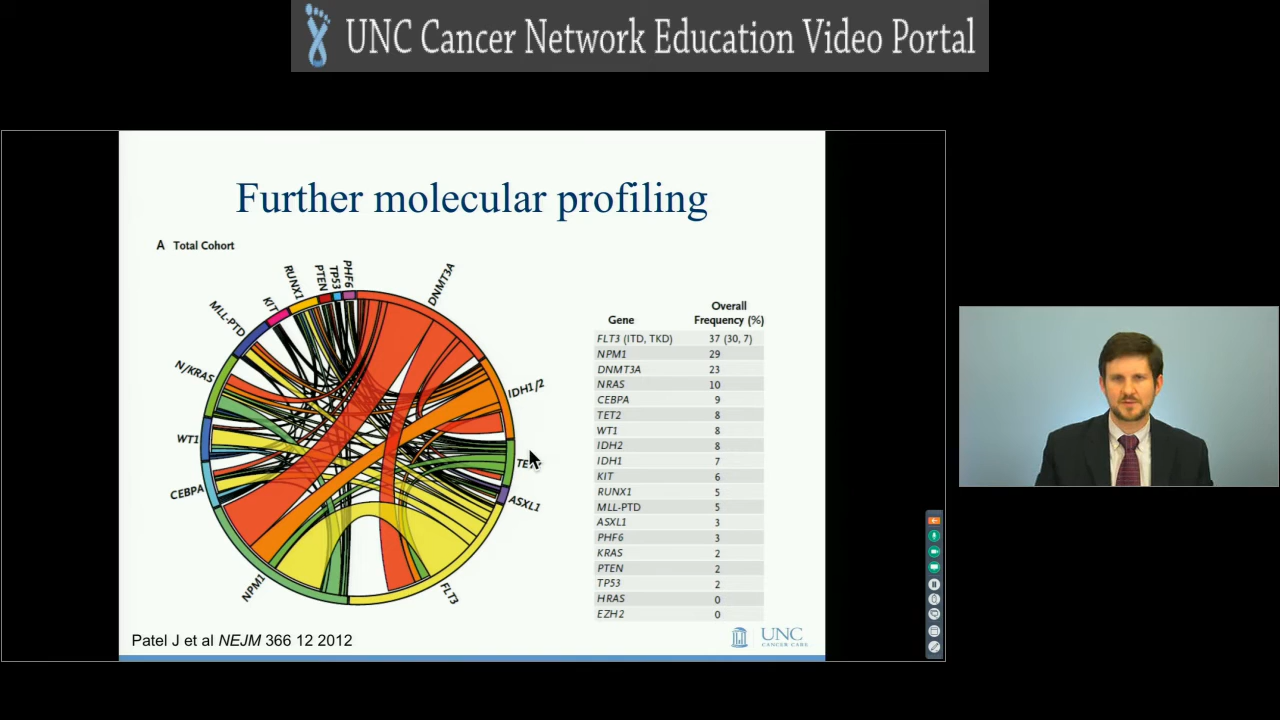 UNC Cancer Network Education Video Portal
Further molecular profiling
A Total Cohort
PHF6
TP53
PTEN
RUNX1
KIT
MLL-PTD
N/KRAS
WT1
CEBPA
NPM1
FLT3
ASXL1
IDH1/2
DNMT3A
Gene
Overall
Frequency (%)
FLT3 (ITD, TKD) 37 (30, 7)
NPM1 29
DNMT3A 23
NRAS 10
CEBPA 9
TET2 8
WT1 8
IDH2 8
IDH1 7
KIT 6
RUNX1 5
MLL-PTD 5
ASXL1 3
PHF6 3
KRAS 2
PTEN 2
TP53 2
HRAS 0
EZH2 0
Patel J et al NEJM 366 12 2012
UNC
CANCER CARE